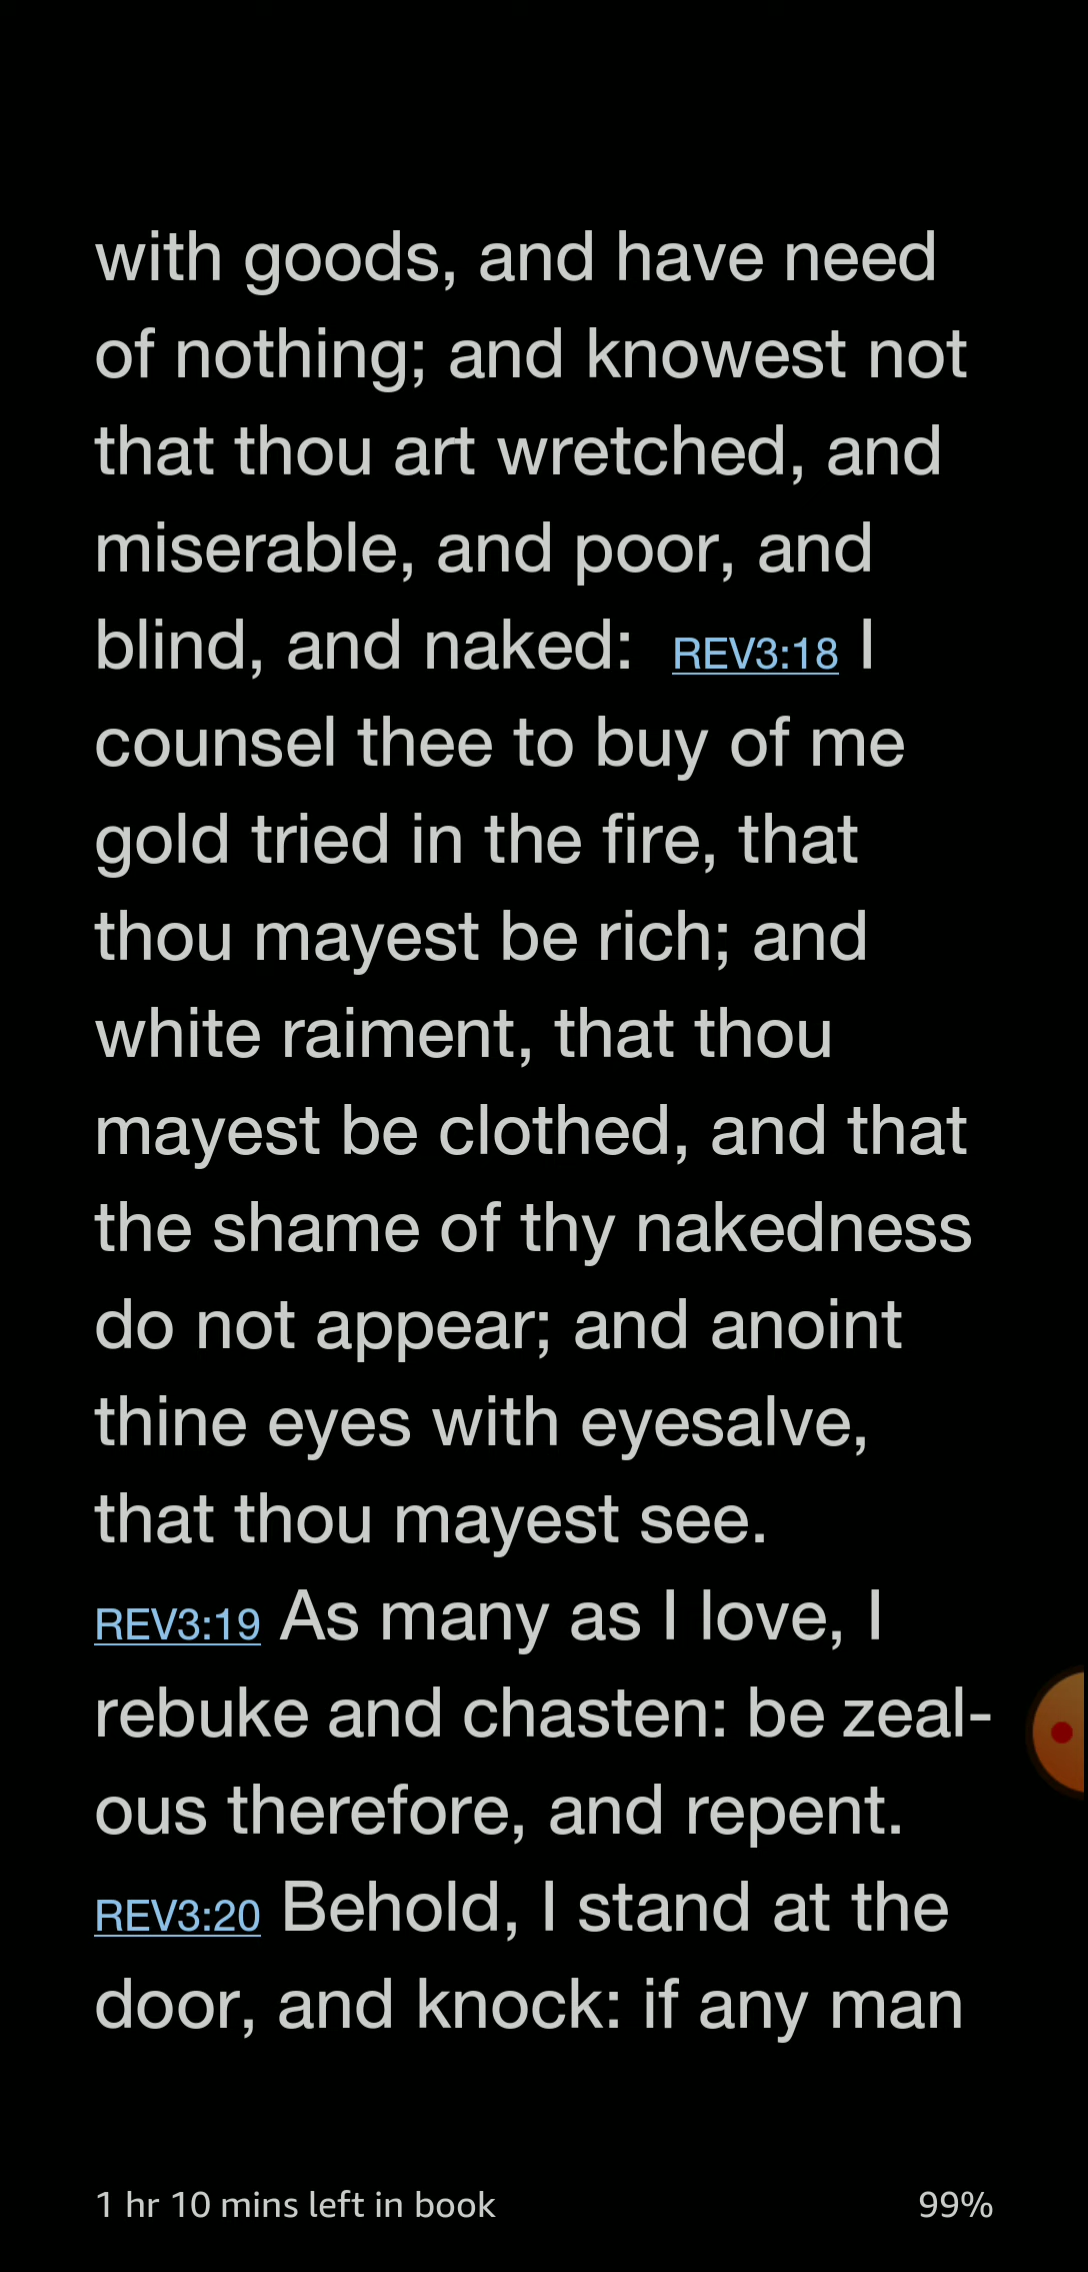 with goods, and have need
of nothing; and knowest not
that thou art wretched, and
miserable, and poor, and
blind, and naked: REV3:18 I
counsel thee to buy of me
gold tried in the fire, that
thou mayest be rich; and
white raiment, that thou
mayest be clothed, and that
the shame of thy nakedness
do not appear; and anoint
thine eyes with eyesalve,
that thou mayest see.
REV3:19 As many as I love, I
rebuke and chasten: be zeal-
ous therefore, and repent.
REV3:20 Behold, I stand at the
door, and knock: if any man
1 hr 10 mins left in book 99%